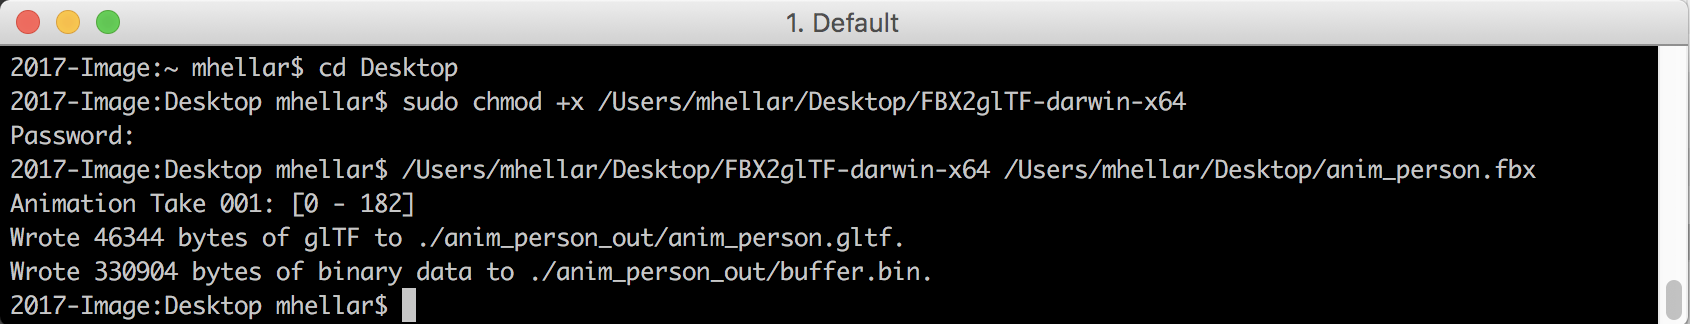 1. Default
2017-Image:~ mhellar$ cd Desktop
2017-Image:Desktop mhellar$ sudo chmod +x /Users/mhellar/Desktop/FBX2glTF-darwin-x64
Password:
2017-Image:Desktop mhellar$ /Users/mhellar/Desktop/FBX2glTF-darwin-x64 /Users/mhellar/Desktop/anim_person.fbx
Animation Take 001: [0 - 182]
Wrote 46344 bytes of glTF to ./anim_person_out/anim_person.gltf.
Wrote 330904 bytes of binary data to ./anim_person_out/buffer.bin.
2017-Image:Desktop mhellar$